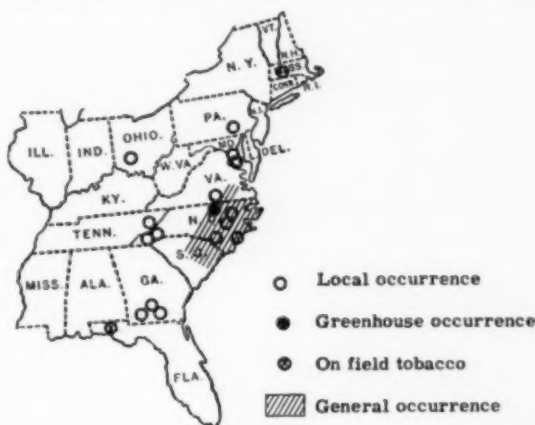 VT.
N.H.
N.Y.
MASS.
CONN.
R.I.
PA.
N.J.
OHIO.
MD.
DEL.
ILL.
IND.
W.VA.
VA.
KY.
N.
TENN.
S.C.
MISS.
ALA.
GA.
FLA.
Local occurrence
Greenhouse occurrence
On field tobacco
General occurrence